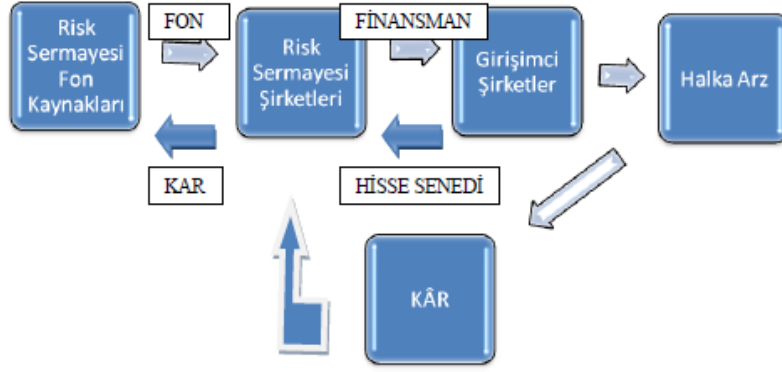 FON
FİNANSMAN
Risk
Sermayesi
Fon
Kaynakları
Risk
Sermayesi
Şirketleri
Girişimci
Şirketler
Halka Arz
KAR
HİSSE SENEDİ
KÂR